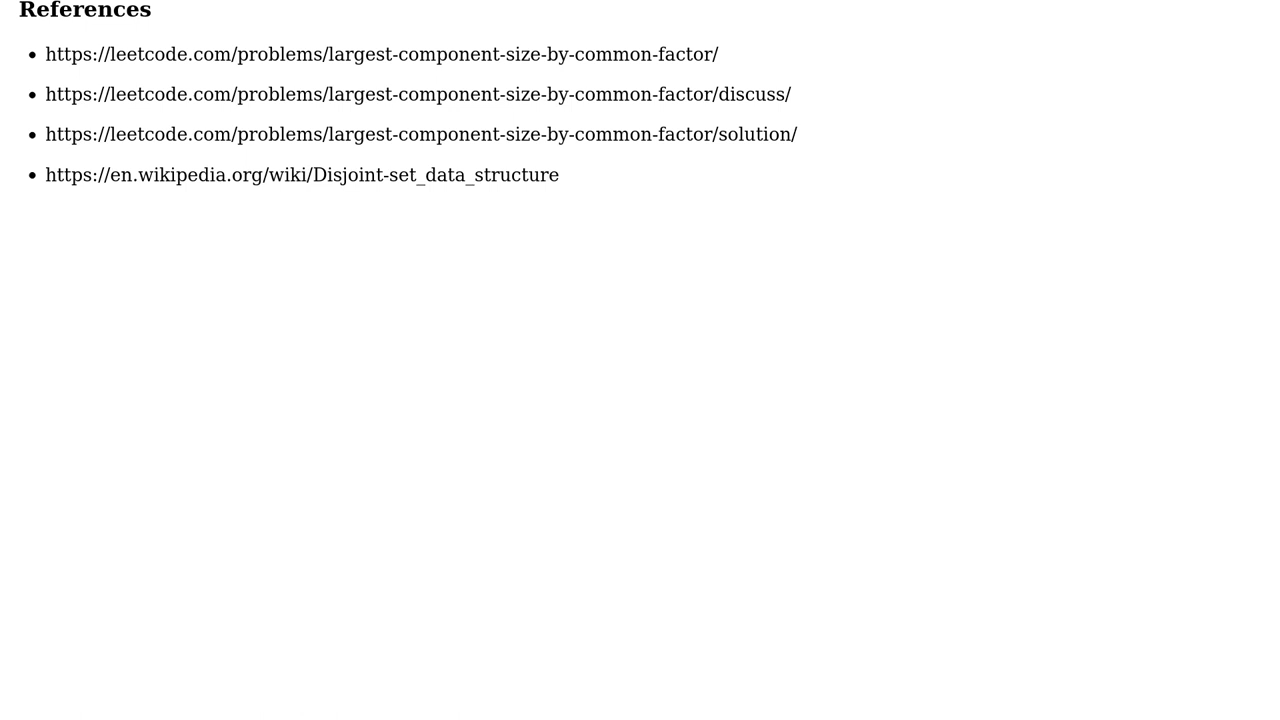 References
• https://leetcode.com/problems/largest-component-size-by-common-factor/
• https://leetcode.com/problems/largest-component-size-by-common-factor/discuss/
• https://leetcode.com/problems/largest-component-size-by-common-factor/solution/
• https://en.wikipedia.org/wiki/Disjoint-set_data_structure